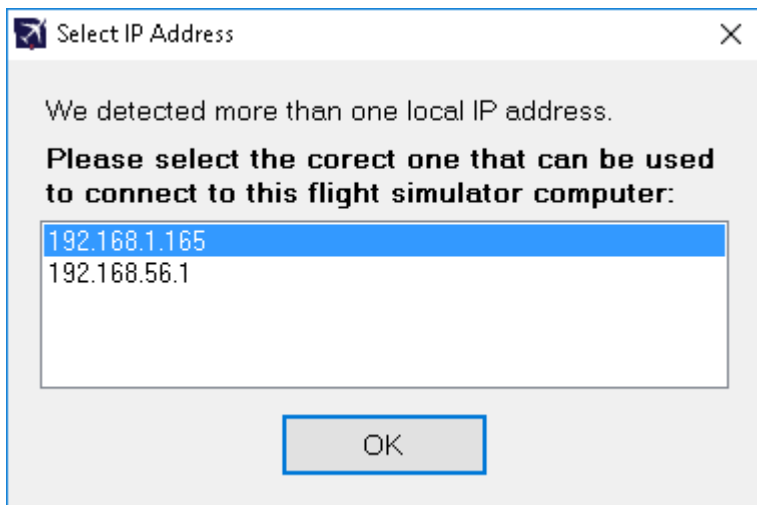 Select IP Address
We detected more than one local IP address.
Please select the corect one that can be used
to connect to this flight simulator computer:
192.168.1.165
192.168.56.1
OK